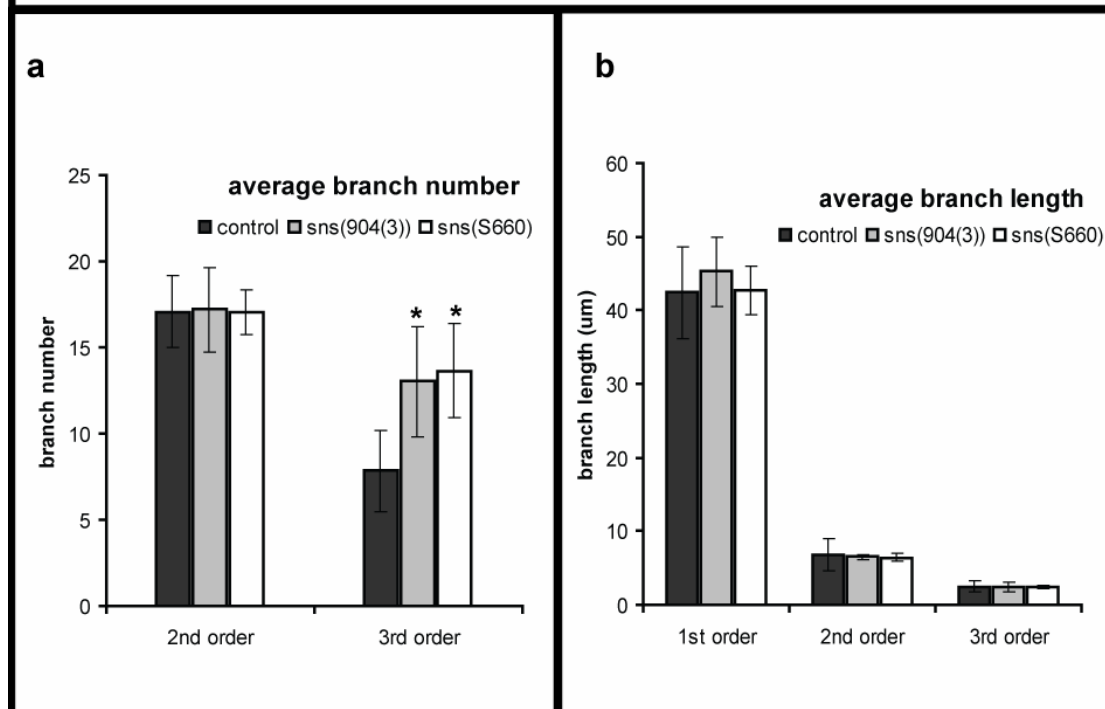 a
average branch number
control sns(904(3)) sns(S660)
25
20
15
10
5
0
branch number
* *
2nd order 3rd order
b
average branch length
control sns(904(3)) sns(S660)
60
50
40
30
20
10
0
branch length (um)
1st order 2nd order 3rd order